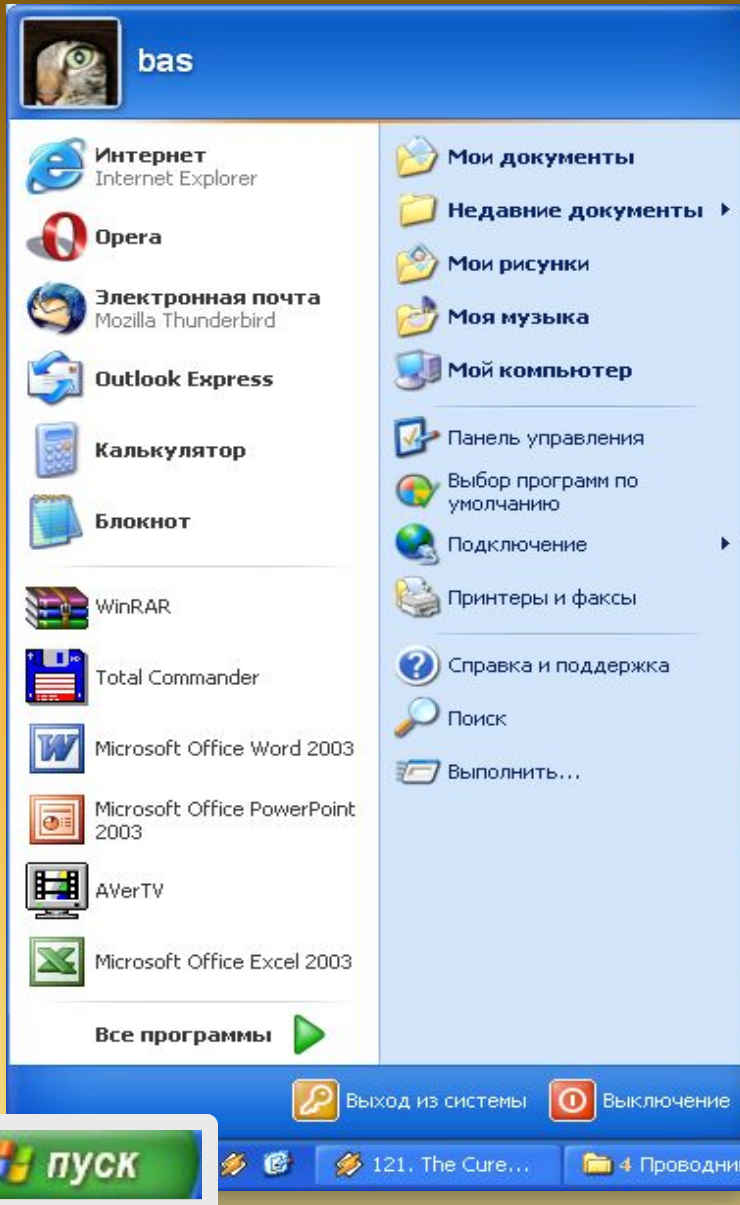 bas
Интернет
Internet Explorer
Opera
Электронная почта
Mozilla Thunderbird
Outlook Express
Калькулятор
Блокнот
WinRAR
Total Commander
Microsoft Office Word 2003
Microsoft Office PowerPoint
2003
AVerTV
Microsoft Office Excel 2003
Все программы
Мои документы
Недавние документы
Мои рисунки
Моя музыка
Мой компьютер
Панель управления
Выбор программ по
умолчанию
Подключение
Принтеры и факсы
Справка и поддержка
Поиск
Выполнить...
Выход из системы
Выключение
пуск
121. The Cure...
4 Проводни